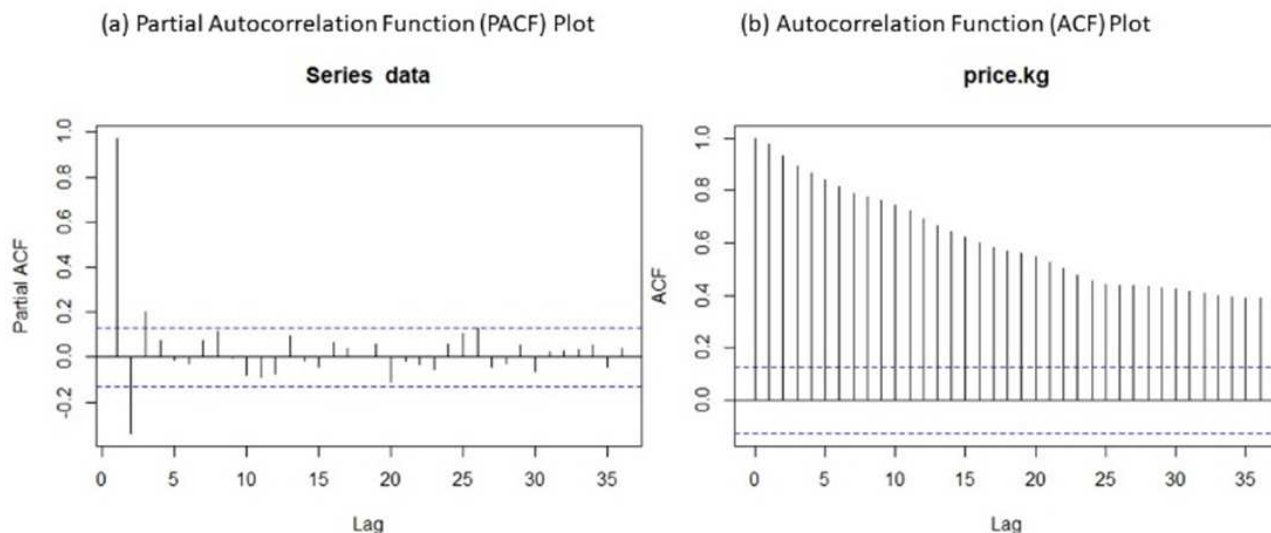 (a) Partial Autocorrelation Function (PACF) Plot
Series data
Partial ACF
1.0
0.8
0.6
0.4
0.2
0.0
-0.2
0 5 10 15 20 25 30 35
Lag
(b) Autocorrelation Function (ACF) Plot
price.kg
ACF
1.0
0.8
0.6
0.4
0.2
0.0
0 5 10 15 20 25 30 35
Lag